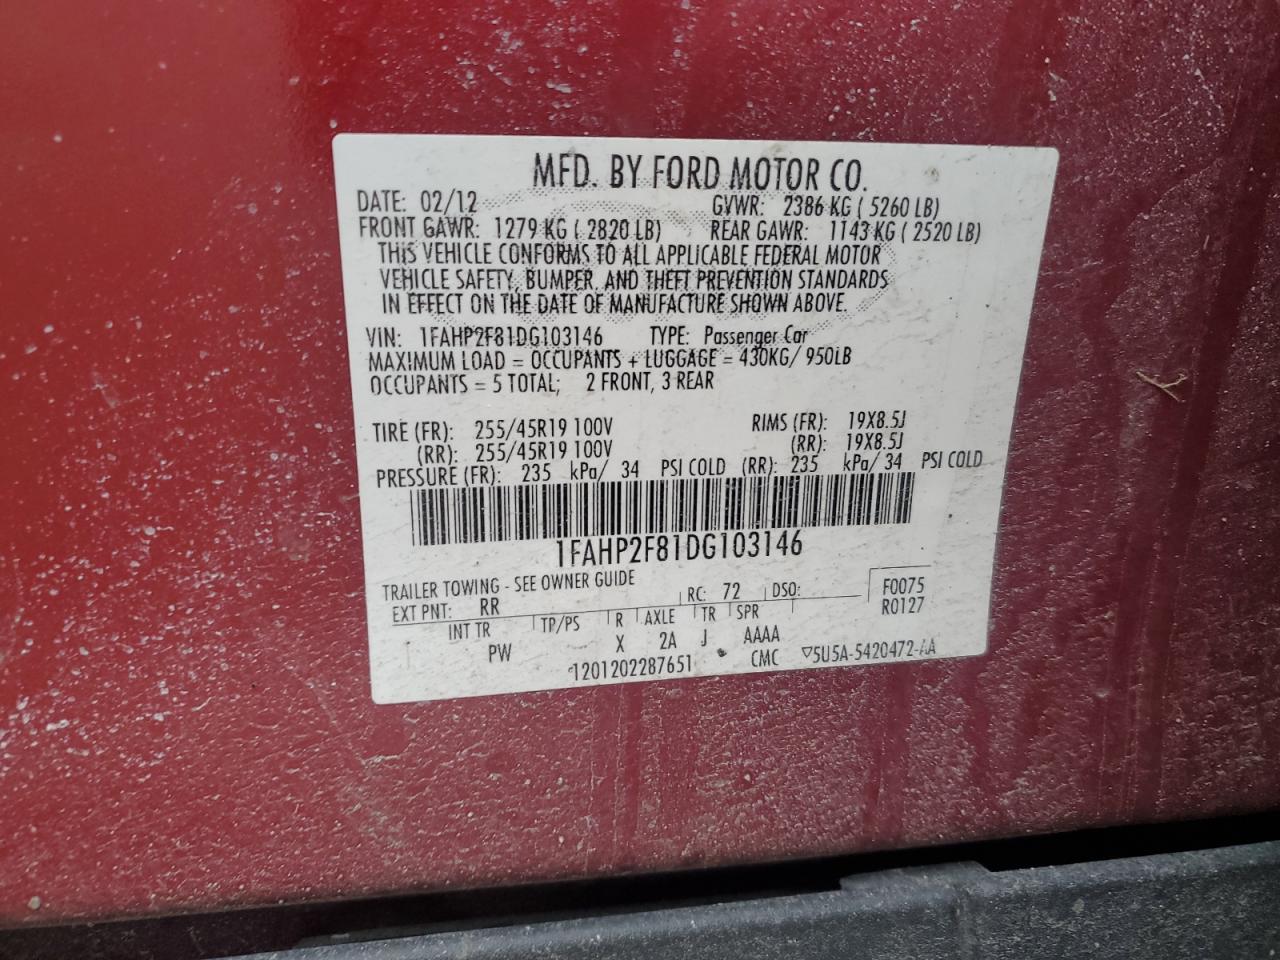 MFD. BY FORD MOTOR CO.
DATE: 02/12 GVWR: 2386 KG ( 5260 LB)
FRONT GAWR: 1279 KG ( 2820 LB) REAR GAWR: 1143 KG ( 2520 LB)
THIS VEHICLE CONFORMS TO ALL APPLICABLE FEDERAL MOTOR
VEHICLE SAFETY, BUMPER, AND THEFT PREVENTION STANDARDS
IN EFFECT ON THE DATE OF MANUFACTURE SHOWN ABOVE.
VIN: 1FAHP2F81DG103146 TYPE: Passenger Car
MAXIMUM LOAD = OCCUPANTS + LUGGAGE = 430KG/ 950LB
OCCUPANTS = 5 TOTAL; 2 FRONT, 3 REAR
TIRE (FR): 255/45R19 100V RIMS (FR): 19X8.5J
(RR): 255/45R19 100V (RR): 19X8.5J
PRESSURE (FR): 235 kPa/ 34 PSI COLD (RR): 235 kPa/ 34 PSI COLD
1FAHP2F81DG103146
TRAILER TOWING - SEE OWNER GUIDE
EXT PNT: RR RC: 72 DSO: F0075
R0127
INT TR TP/PS R AXLE TR SPR
PW X 2A J AAAA
1201202287651 CMC ▽5U5A-5420472-AA